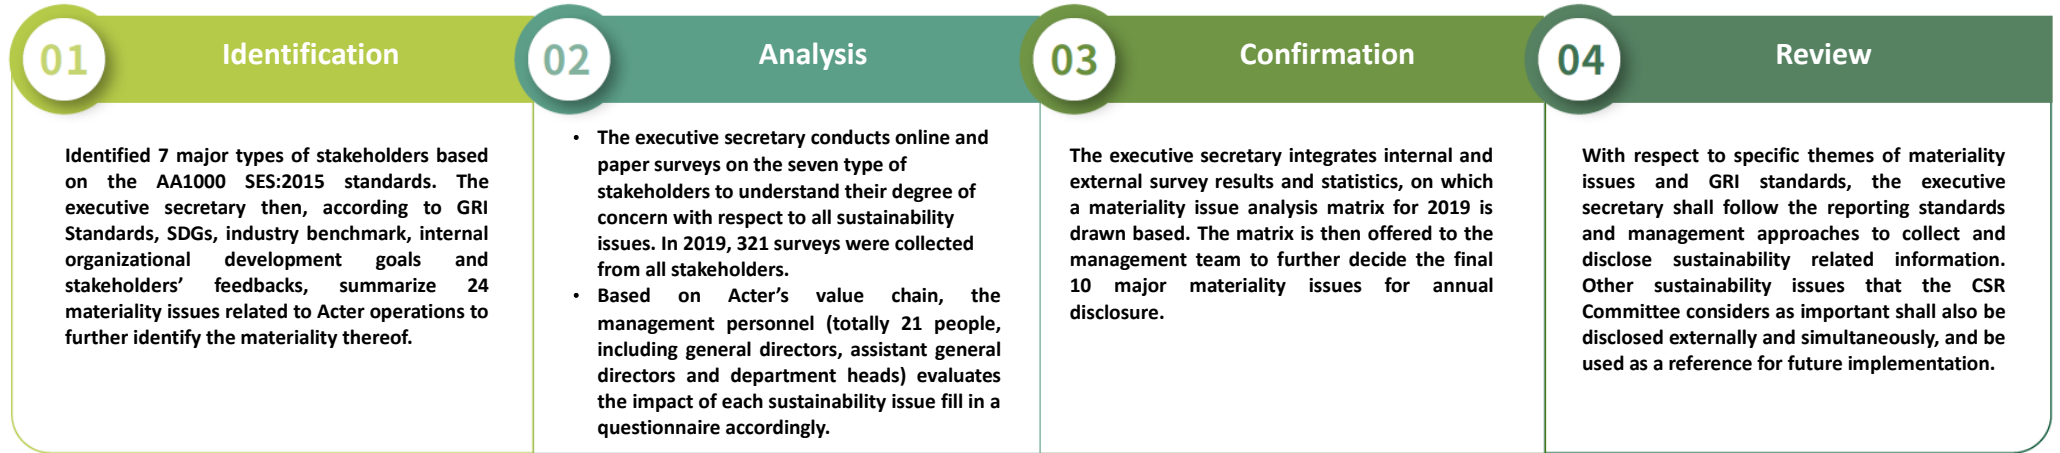 01
Identification
Identified 7 major types of stakeholders based
on the AA1000 SES:2015 standards. The
executive secretary then, according to GRI
Standards, SDGs, industry benchmark, internal
organizational development goals and
stakeholders’ feedbacks, summarize 24
materiality issues related to Acter operations to
further identify the materiality thereof.
02
Analysis
• The executive secretary conducts online and
paper surveys on the seven type of
stakeholders to understand their degree of
concern with respect to all sustainability
issues. In 2019, 321 surveys were collected
from all stakeholders.
• Based on Acter’s value chain, the
management personnel (totally 21 people,
including general directors, assistant general
directors and department heads) evaluates
the impact of each sustainability issue fill in a
questionnaire accordingly.
03
Confirmation
The executive secretary integrates internal and
external survey results and statistics, on which
a materiality issue analysis matrix for 2019 is
drawn based. The matrix is then offered to the
management team to further decide the final
10 major materiality issues for annual
disclosure.
04
Review
With respect to specific themes of materiality
issues and GRI standards, the executive
secretary shall follow the reporting standards
and management approaches to collect and
disclose sustainability related information.
Other sustainability issues that the CSR
Committee considers as important shall also be
disclosed externally and simultaneously, and be
used as a reference for future implementation.